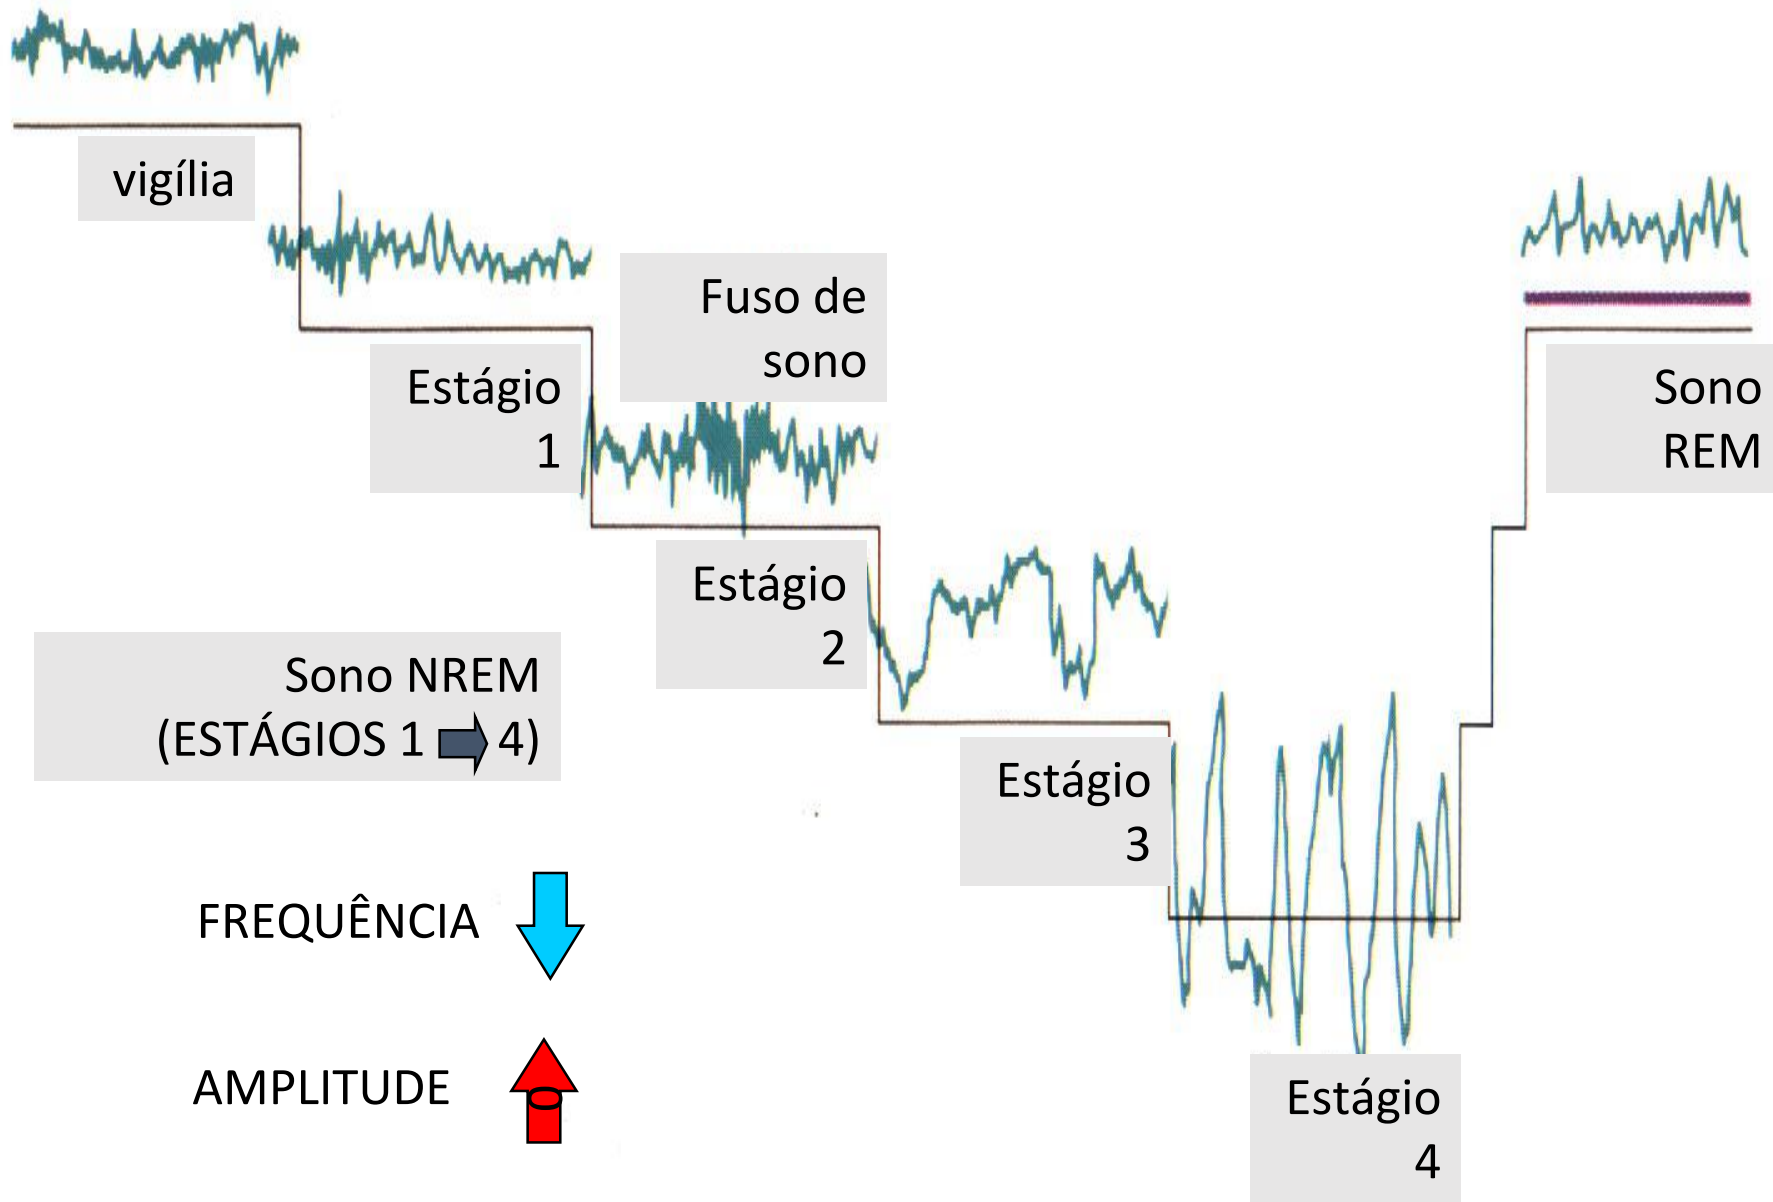 vigília
Fuso de
sono
Estágio
1
Sono
REM
Estágio
2
Sono NREM
(ESTÁGIOS 1 4)
Estágio
3
FREQUÊNCIA
AMPLITUDE
Estágio
4